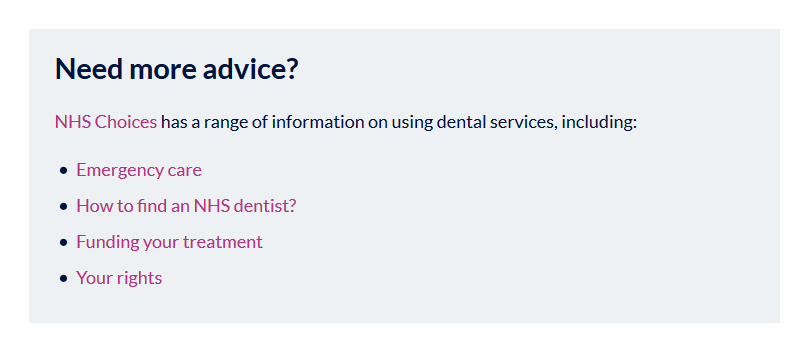 Need more advice?
NHS Choices has a range of information on using dental services, including:
• Emergency care
• How to find an NHS dentist?
• Funding your treatment
• Your rights